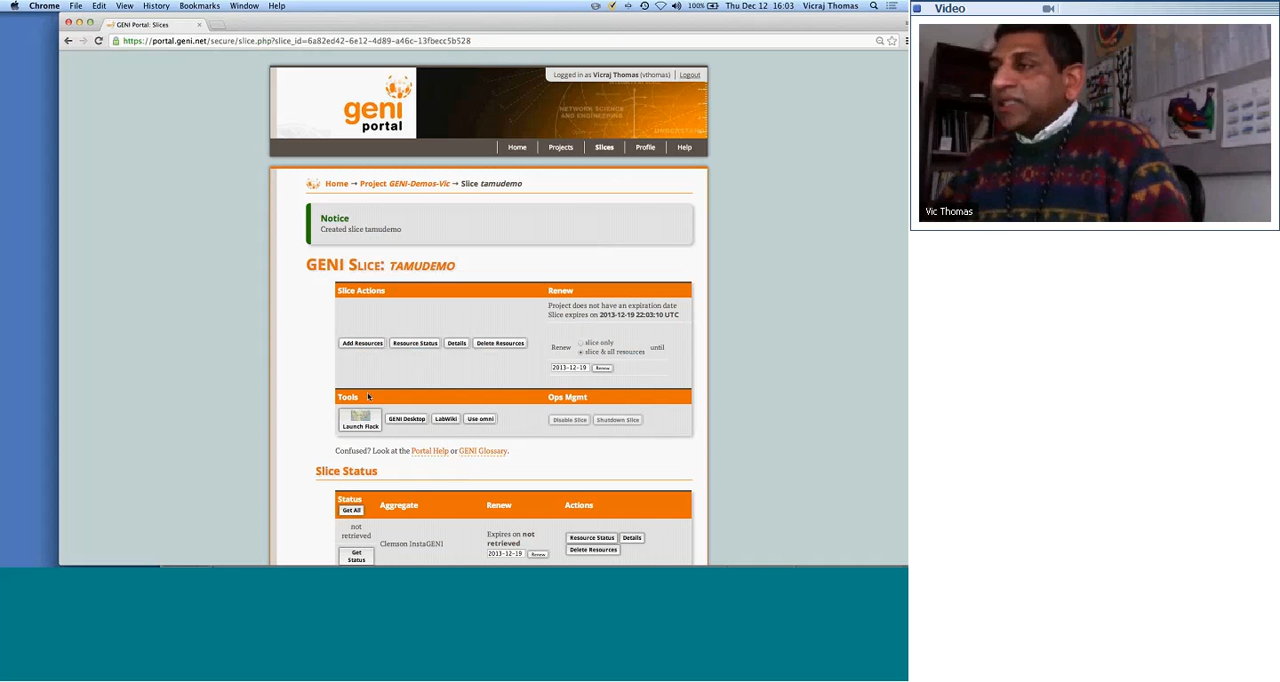 Chrome File Edit View History Bookmarks Window Help 100% Thu Dec 12 16:03 Vicraj Thomas
Video
GENI Portal: Slices
https://portal.geni.net/secure/slice.php?slice_id=6a82ed42-6e12-4d89-a46c-13fbecc5b528
Logged in as Vicraj Thomas (vthomas) Logout
geni
portal
NETWORK SCIENCE
AND ENGINEERING
Home Projects Slices Profile Help
Home → Project GENI-Demos-Vic → Slice tamudemo
Notice
Created slice tamudemo
GENI SLICE: TAMUDEMO
Slice Actions Renew
Project does not have an expiration date
Slice expires on 2013-12-19 22:03:10 UTC
Add Resources Resource Status Details Delete Resources
Renew slice only
slice & all resources until
2013-12-19 Renew
Tools Ops Mgmt
Launch Flack GENI Desktop LabWiki Use omni Disable Slice Shutdown Slice
Confused? Look at the Portal Help or GENI Glossary.
Slice Status
Status
Get All
Aggregate Renew Actions
not
retrieved
Get
Status
Clemson InstaGENI
Expires on not
retrieved
2013-12-19 Renew
Resource Status Details
Delete Resources
Vic Thomas